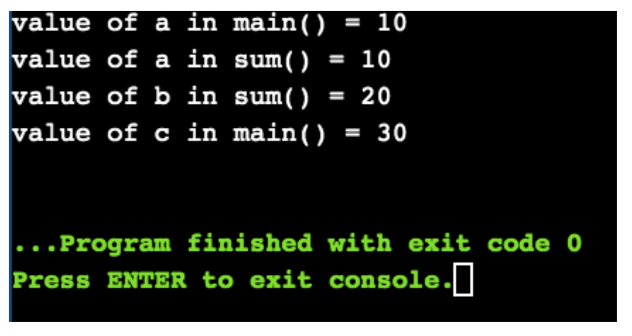 value of a in main() = 10
value of a in sum() = 10
value of b in sum() = 20
value of c in main() = 30
...Program finished with exit code 0
Press ENTER to exit console.